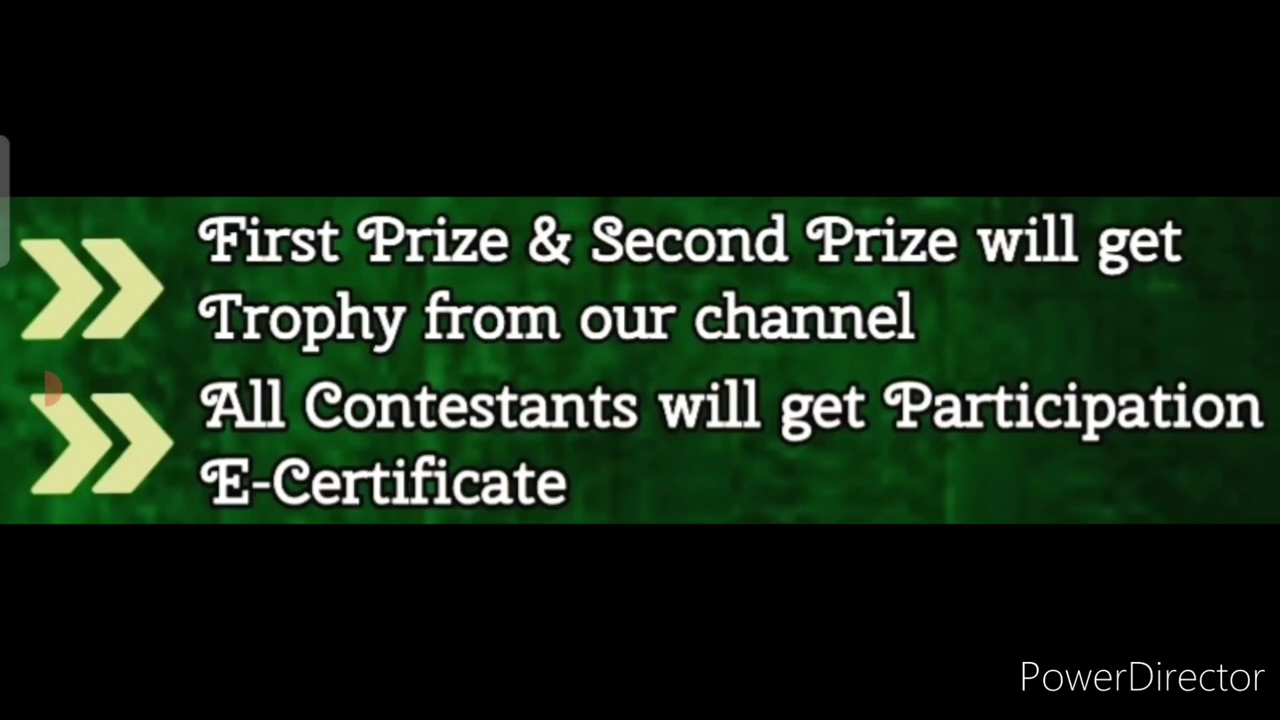 First Prize & Second Prize will get
Trophy from our channel
All Contestants will get Participation
E-Certificate
PowerDirector